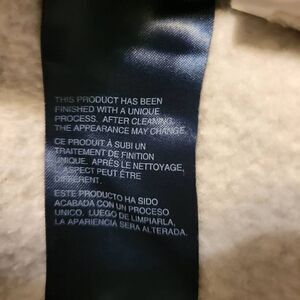 THIS PRODUCT HAS BEEN
FINISHED WITH A UNIQUE
PROCESS. AFTER CLEANING,
THE APPEARANCE MAY CHANGE.
CE PRODUIT À SUBI UN
TRAITEMENT DE FINITION
UNIQUE. APRÈS LE NETTOYAGE,
L'ASPECT PEUT ÊTRE
DIFFÉRENT.
ESTE PRODUCTO HA SIDO
ACABADA CON UN PROCESO
UNICO. LUEGO DE LIMPIARLA,
LA APARIENCIA SERA ALTERADA.